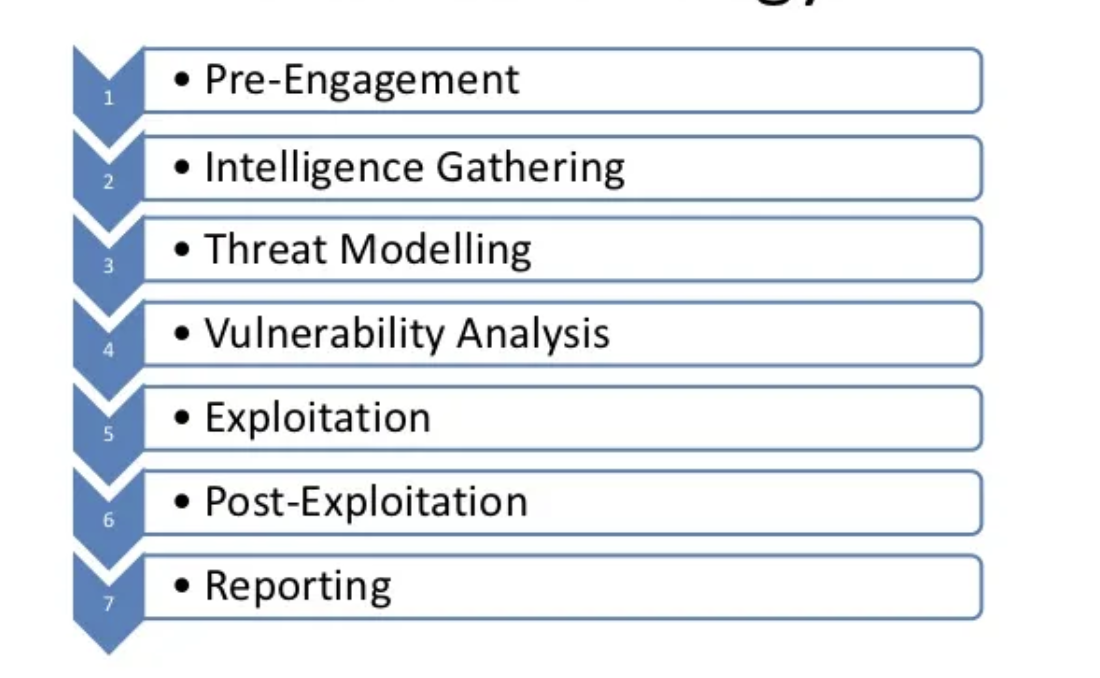 1
• Pre-Engagement
2
• Intelligence Gathering
3
• Threat Modelling
4
• Vulnerability Analysis
5
• Exploitation
6
• Post-Exploitation
7
• Reporting